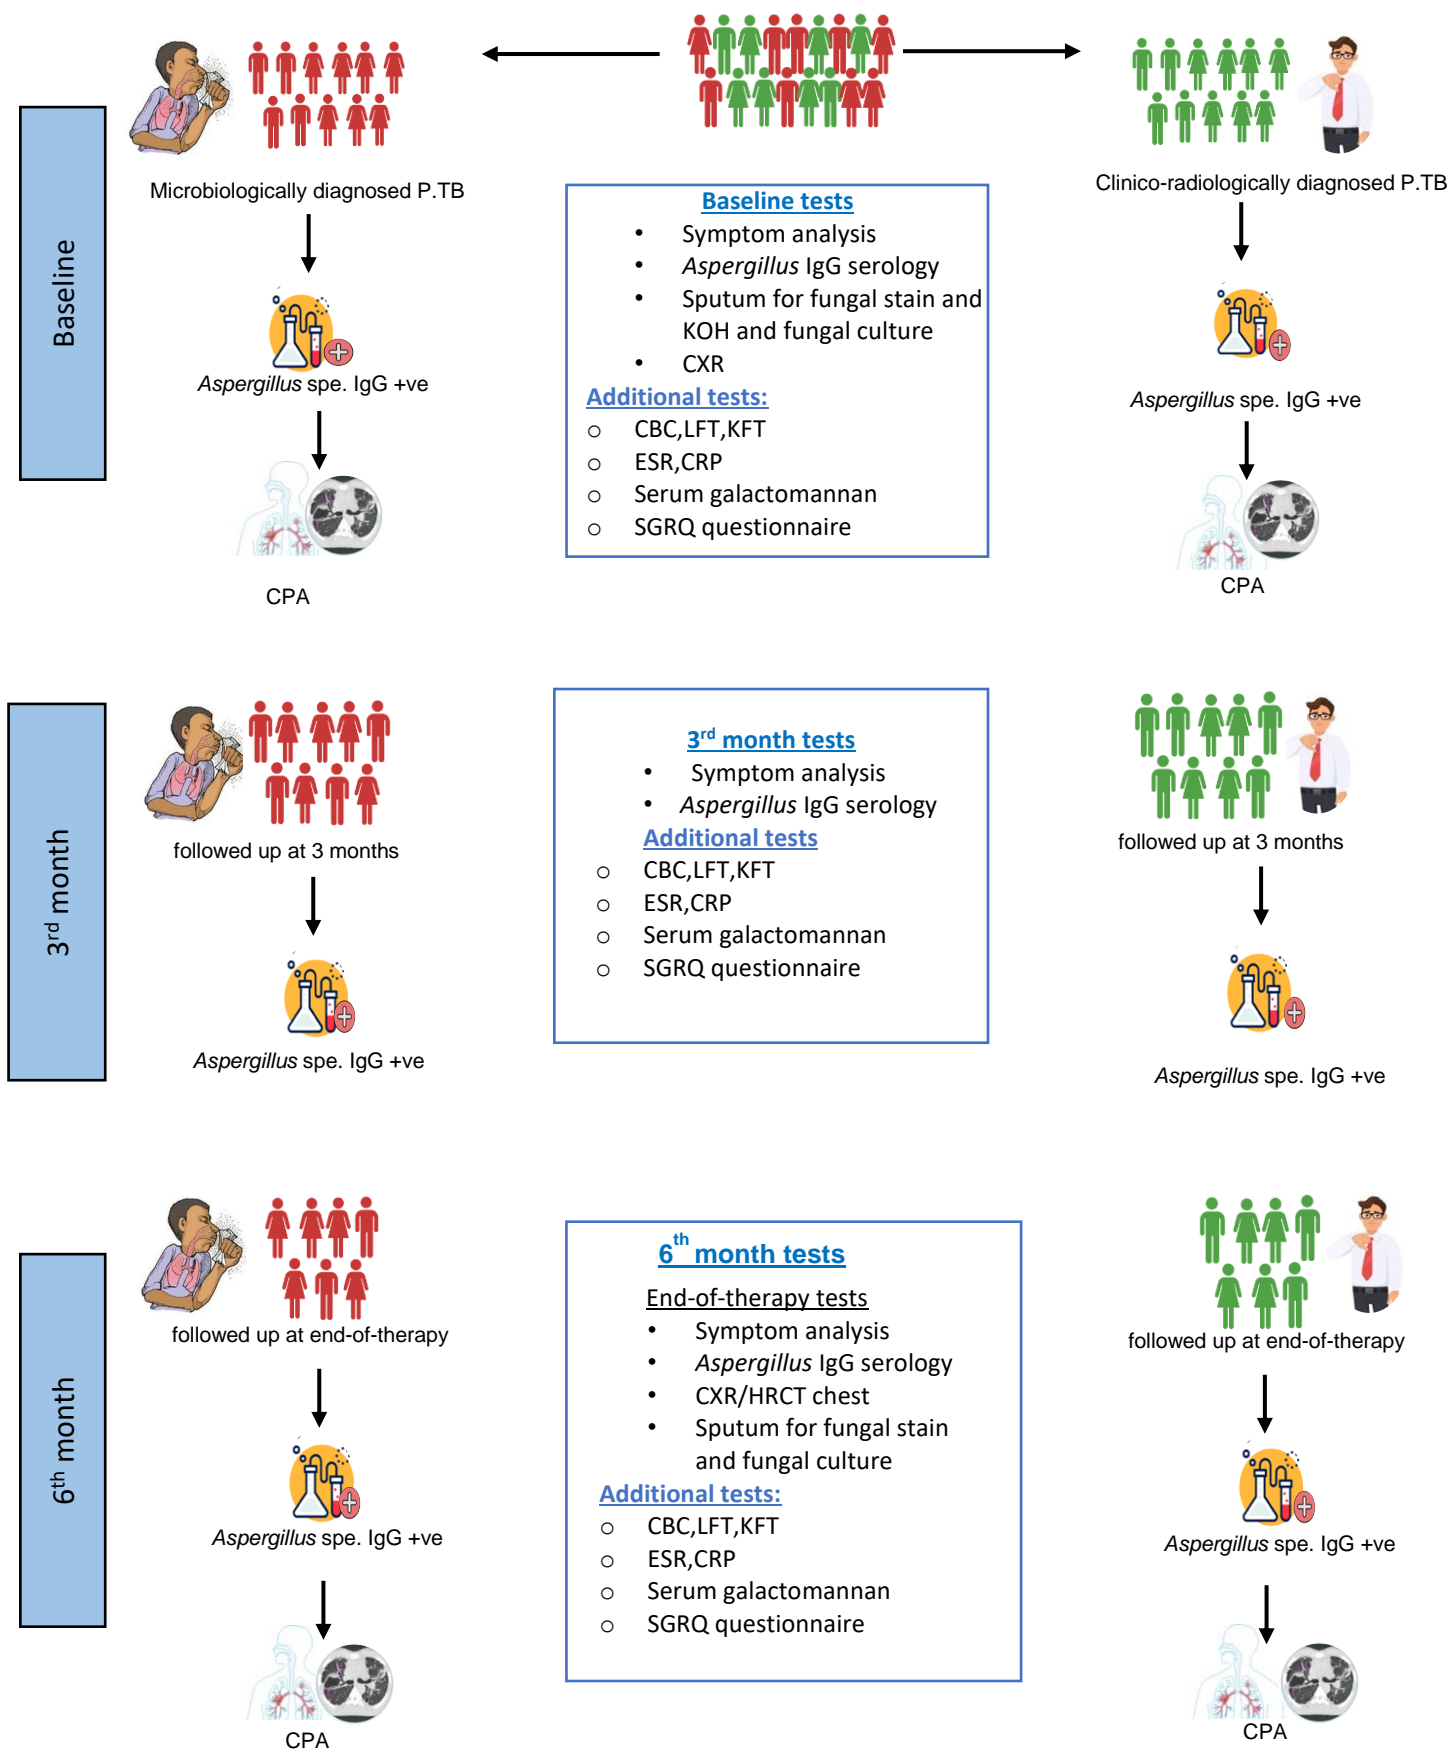 Microbiologically diagnosed P.TB
Clinico-radiologically diagnosed P.TB
Baseline
Aspergillus spe. IgG +ve
CPA
Baseline tests
• Symptom analysis
• Aspergillus IgG serology
• Sputum for fungal stain and
KOH and fungal culture
• CXR
Additional tests:
o CBC,LFT,KFT
o ESR,CRP
o Serum galactomannan
o SGRQ questionnaire
Aspergillus spe. IgG +ve
CPA
3rd month
followed up at 3 months
Aspergillus spe. IgG +ve
3rd month tests
• Symptom analysis
• Aspergillus IgG serology
Additional tests
o CBC,LFT,KFT
o ESR,CRP
o Serum galactomannan
o SGRQ questionnaire
followed up at 3 months
Aspergillus spe. IgG +ve
6th month
followed up at end-of-therapy
Aspergillus spe. IgG +ve
CPA
6th month tests
End-of-therapy tests
• Symptom analysis
• Aspergillus IgG serology
• CXR/HRCT chest
• Sputum for fungal stain
and fungal culture
Additional tests:
o CBC,LFT,KFT
o ESR,CRP
o Serum galactomannan
o SGRQ questionnaire
followed up at end-of-therapy
Aspergillus spe. IgG +ve
CPA